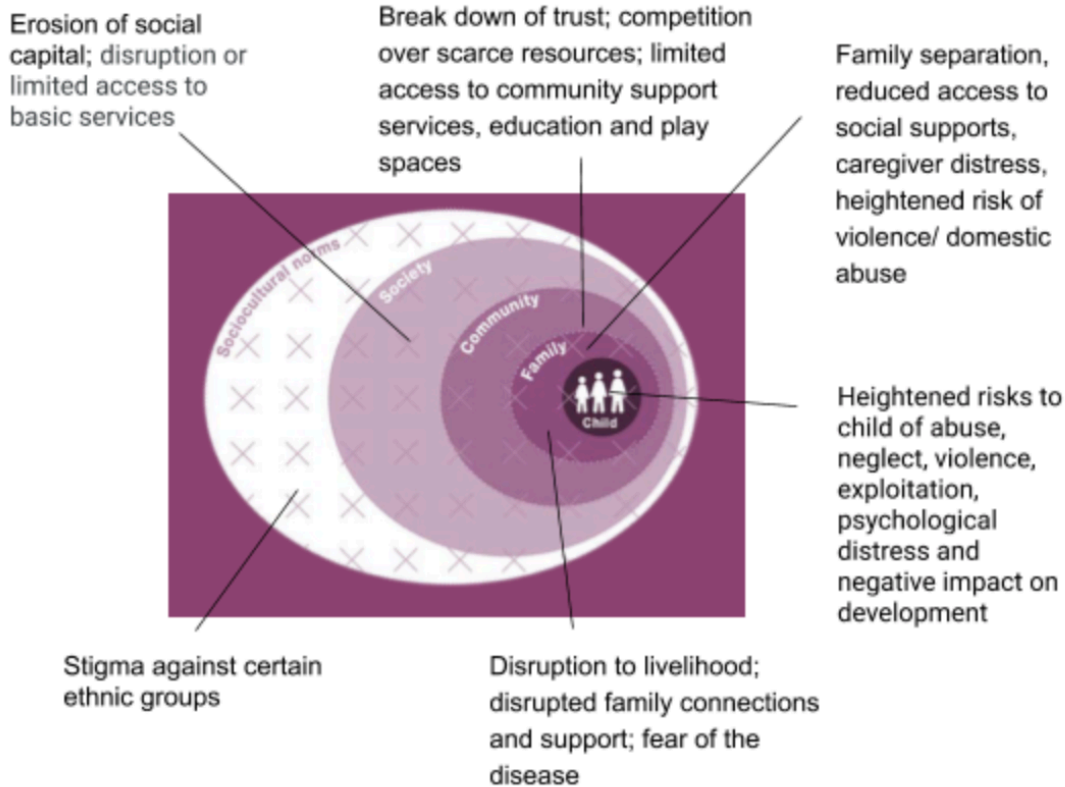 Erosion of social
capital; disruption or
limited access to
basic services
Break down of trust; competition
over scarce resources; limited
access to community support
services, education and play
spaces
Family separation,
reduced access to
social supports,
caregiver distress,
heightened risk of
violence/ domestic
abuse
Sociocultural norms
Society
Community
Family
Child
Heightened risks to
child of abuse,
neglect, violence,
exploitation,
psychological
distress and
negative impact on
development
Stigma against certain
ethnic groups
Disruption to livelihood;
disrupted family connections
and support; fear of the
disease